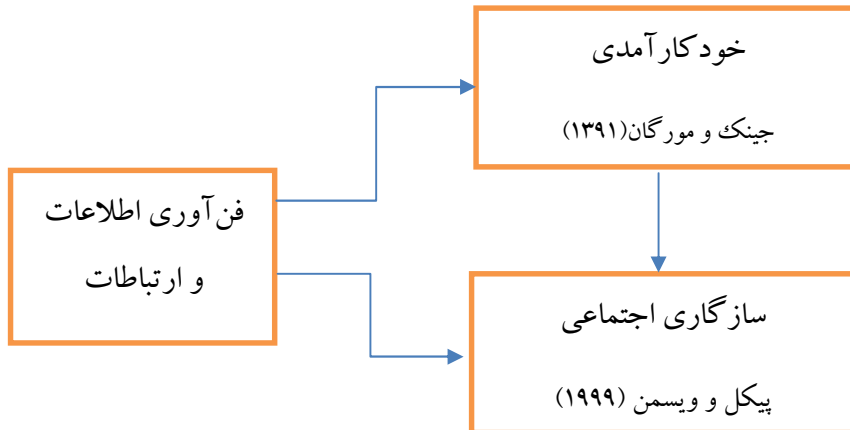 خودکارآمدی
جینک و مورگان(۱۳۹۱)
فن‌آوری اطلاعات
و ارتباطات
سازگاری اجتماعی
پیکل و ویسمن (۱۹۹۹)